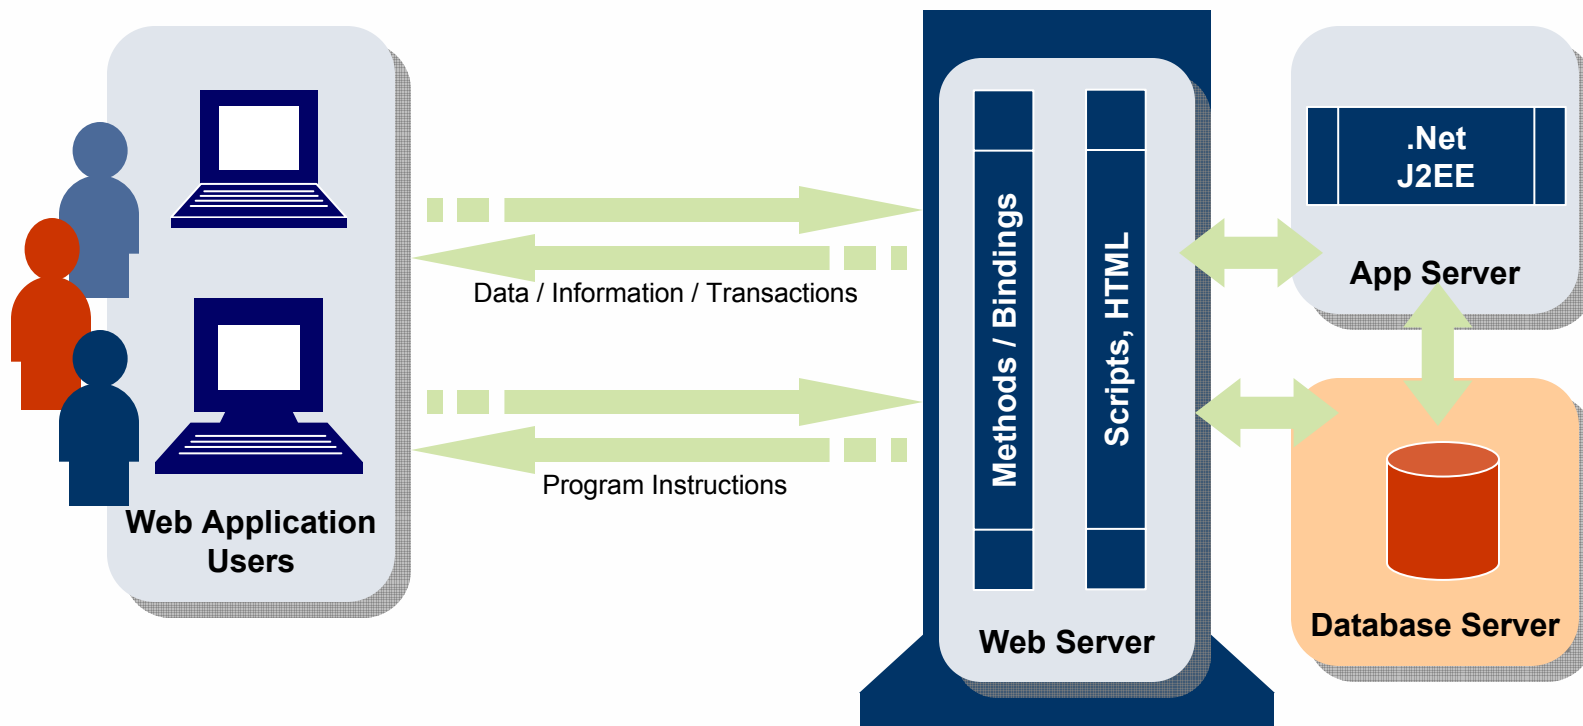 Web Application
Users
Data / Information / Transactions
Program Instructions
Methods / Bindings
Scripts, HTML
Web Server
.Net
J2EE
App Server
Database Server